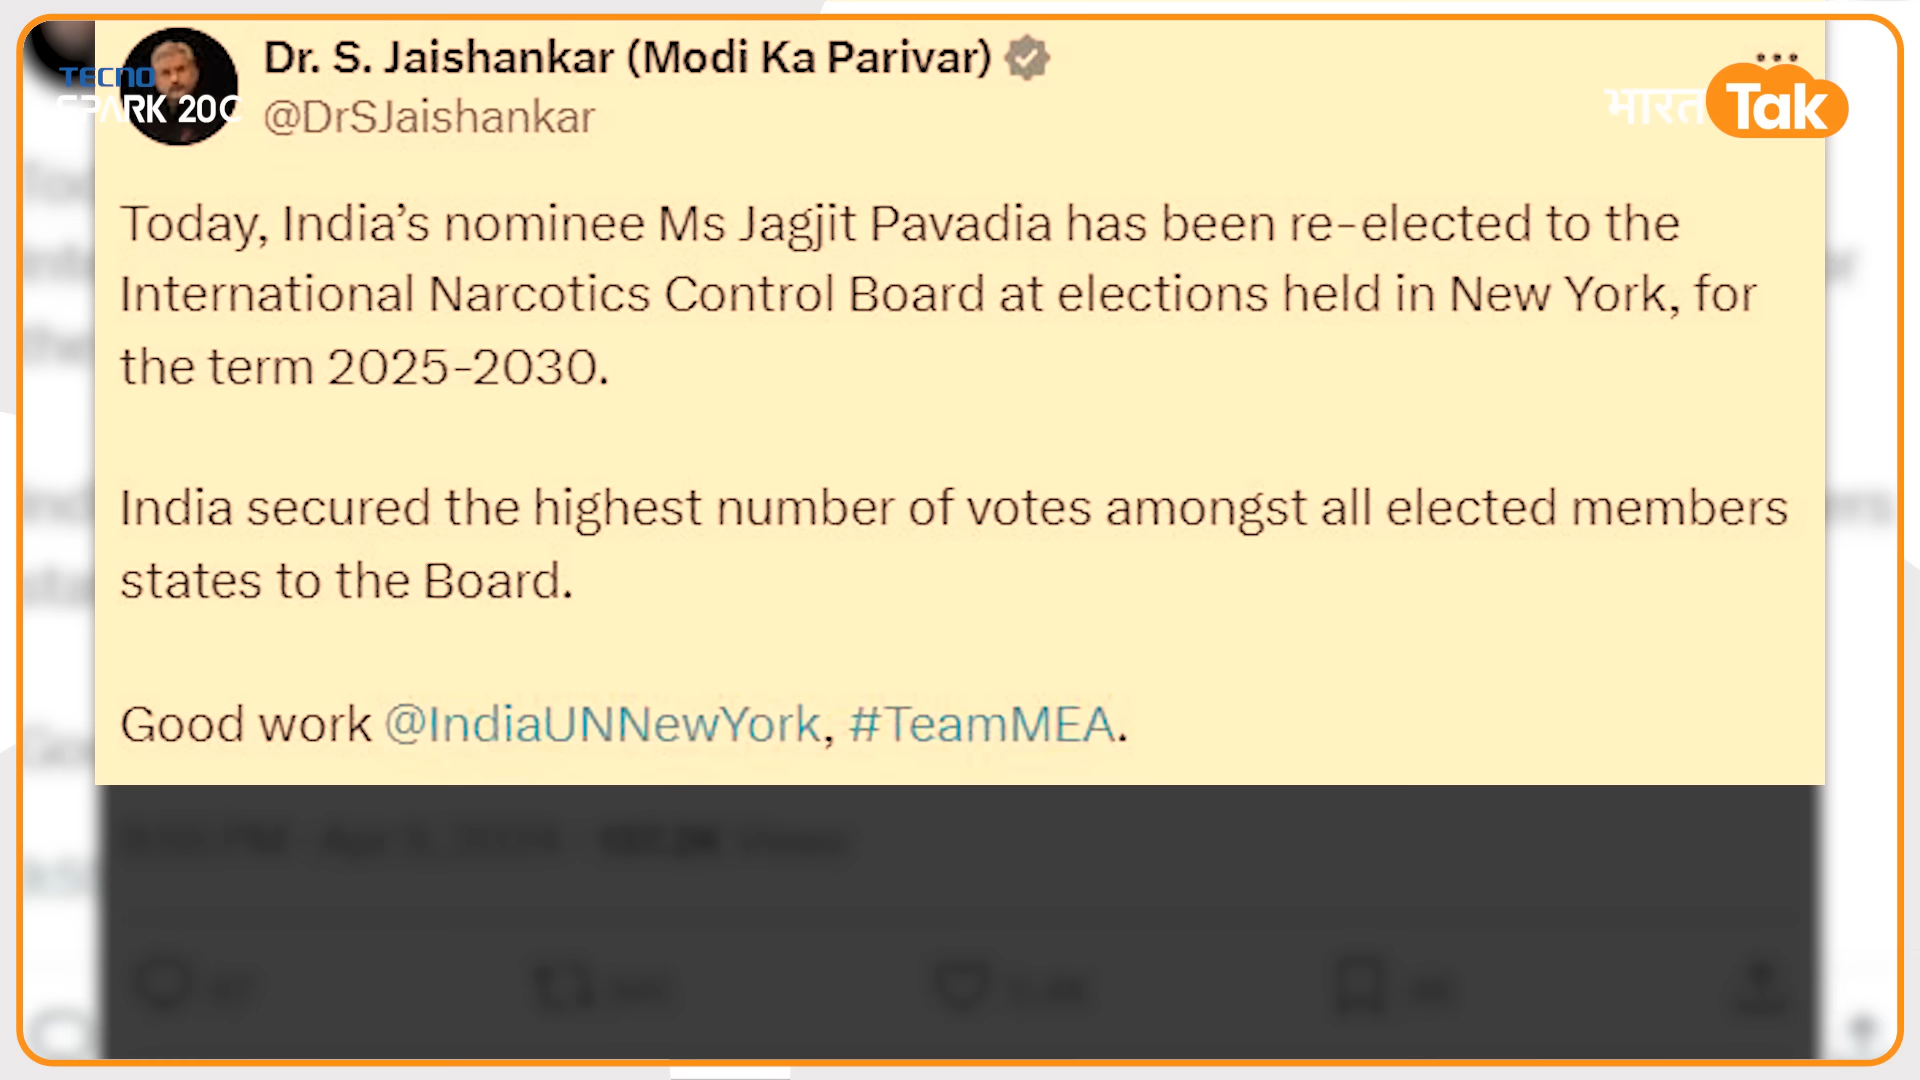 Dr. S. Jaishankar (Modi Ka Parivar)
@DrSJaishankar
TECNO
SPARK 20C
भारत Tak
Today, India’s nominee Ms Jagjit Pavadia has been re-elected to the
International Narcotics Control Board at elections held in New York, for
the term 2025-2030.
India secured the highest number of votes amongst all elected members
states to the Board.
Good work @IndiaUNNewYork, #TeamMEA.